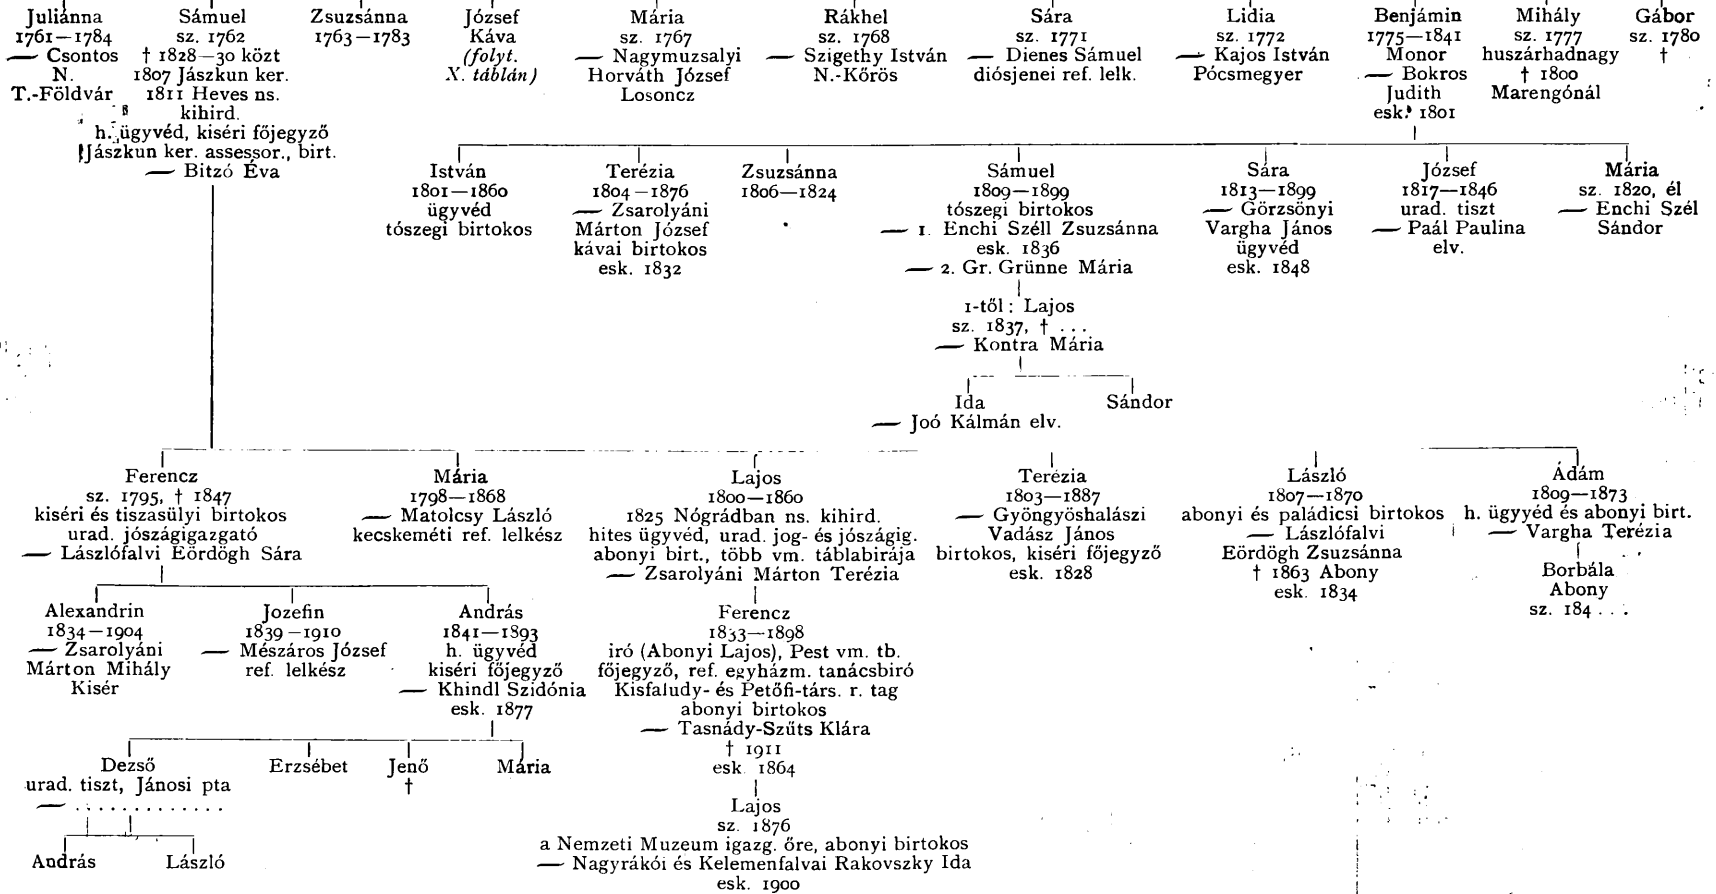 Juliánna
1761—1784
— Csontos
N.
T.-Földvár
Sámuel
sz. 1762
† 1828—30 közt
1807 Jászkun ker.
1811 Heves ns.
kihird.
h. ügyvéd, kiséri főjegyző
Jászkun ker. assessor., birt.
— Bitzó Éva
Zsuzsánna
1763—1783
József
Káva
(folyt.
X. táblán)
Mária
sz. 1767
— Nagymuzsalyi
Horváth József
Losoncz
Rákhel
sz. 1768
— Szigethy István
N.-Kőrös
Sára
sz. 1771
— Dienes Sámuel
diósjenei ref. lelk.
Lidia
sz. 1772
— Kajos István
Pócsmegyer
Benjámin
1775—1841
Monor
— Bokros
Judith
esk. 1801
Mihály
sz. 1777
huszárhadnagy
† 1800
Marengónál
Gábor
sz. 1780
†
István
1801—1860
ügyvéd
tószegi birtokos
Terézia
1804—1876
— Zsarolyáni
Márton József
kávai birtokos
esk. 1832
Zsuzsánna
1806—1824
Sámuel
1809—1899
tószegi birtokos
— 1. Enchi Széll Zsuzsánna
esk. 1836
— 2. Gr. Grünne Mária
Sára
1813—1899
— Görzsönyi
Vargha János
ügyvéd
esk. 1848
József
1817—1846
urad. tiszt
— Paál Paulina
elv.
Mária
sz. 1820, él
— Enchi Szél
Sándor
1-től: Lajos
sz. 1837, † ...
— Kontra Mária
Ida
— Joó Kálmán elv.
Sándor
Ferencz
sz. 1795, † 1847
kiséri és tiszasülyi birtokos
urad. jószágigazgató
— Lászlófalvi Eördögh Sára
Mária
1798—1868
— Matolcsy László
kecskeméti ref. lelkész
Lajos
1800—1860
1825 Nógrádban ns. kihird.
hites ügyvéd, urad. jog- és jószágig.
abonyi birt., több vm. táblabirája
— Zsarolyáni Márton Terézia
Terézia
1803—1887
— Gyöngyöshalászi
Vadász János
birtokos, kiséri főjegyző
esk. 1828
László
1807—1870
abonyi és paládicsi birtokos
— Lászlófalvi
Eördögh Zsuzsánna
† 1863 Abony
esk. 1834
Ádám
1809—1873
h. ügyyéd és abonyi birt.
— Vargha Terézia
Borbála
Abony
sz. 184...
Alexandrin
1834—1904
— Zsarolyáni
Márton Mihály
Kisér
Jozefin
1839—1910
— Mészáros József
ref. lelkész
András
1841—1893
h. ügyvéd
kiséri főjegyző
— Khindl Szidónia
esk. 1877
Ferencz
1833—1898
iró (Abonyi Lajos), Pest vm. tb.
főjegyző, ref. egyházm. tanácsbiró
Kisfaludy- és Petőfi-társ. r. tag
abonyi birtokos
— Tasnády-Szűts Klára
† 1911
esk 1864
Dezső
urad. tiszt, Jánosi pta
— .............
Erzsébet
Jenő
†
Mária
Lajos
sz. 1876
a Nemzeti Muzeum igazg. őre, abonyi birtokos
— Nagyrákói és Kelemenfalvai Rakovszky Ida
esk. 1900
András
László